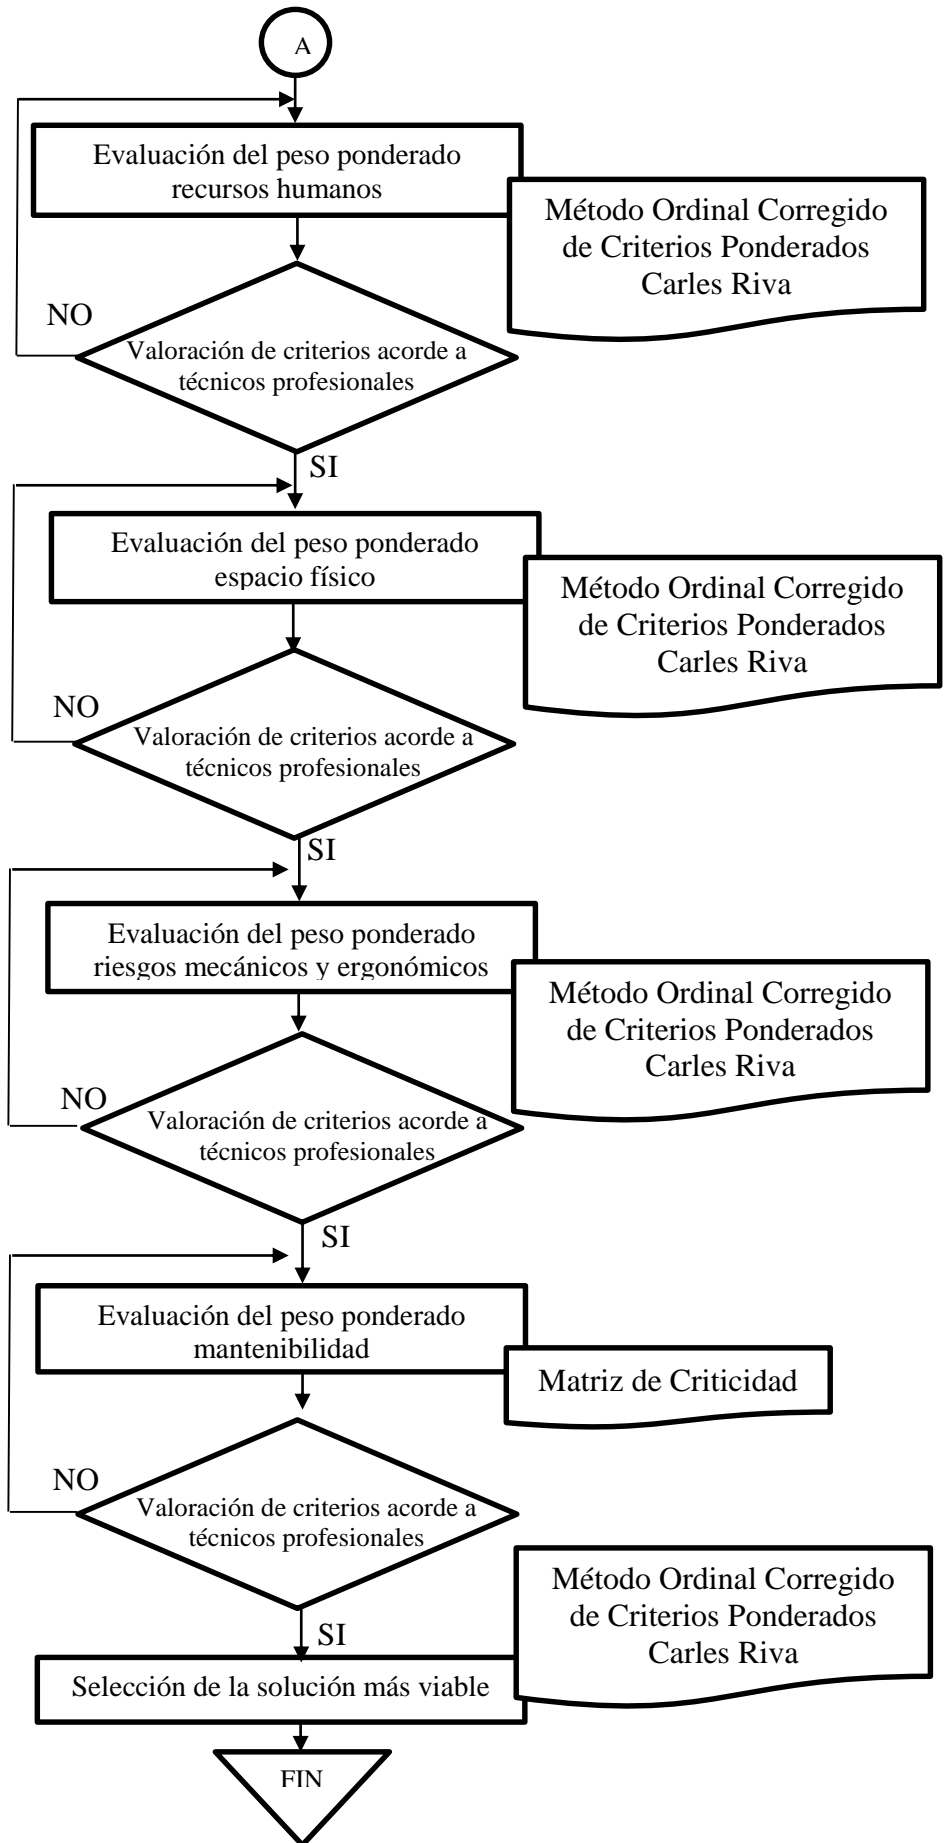 A
Evaluación del peso ponderado
recursos humanos
Método Ordinal Corregido
de Criterios Ponderados
Carles Riva
NO
Valoración de criterios acorde a
técnicos profesionales
SI
Evaluación del peso ponderado
espacio físico
Método Ordinal Corregido
de Criterios Ponderados
Carles Riva
NO
Valoración de criterios acorde a
técnicos profesionales
SI
Evaluación del peso ponderado
riesgos mecánicos y ergonómicos
Método Ordinal Corregido
de Criterios Ponderados
Carles Riva
NO
Valoración de criterios acorde a
técnicos profesionales
SI
Evaluación del peso ponderado
mantenibilidad
Matriz de Criticidad
NO
Valoración de criterios acorde a
técnicos profesionales
SI
Método Ordinal Corregido
de Criterios Ponderados
Carles Riva
Selección de la solución más viable
FIN